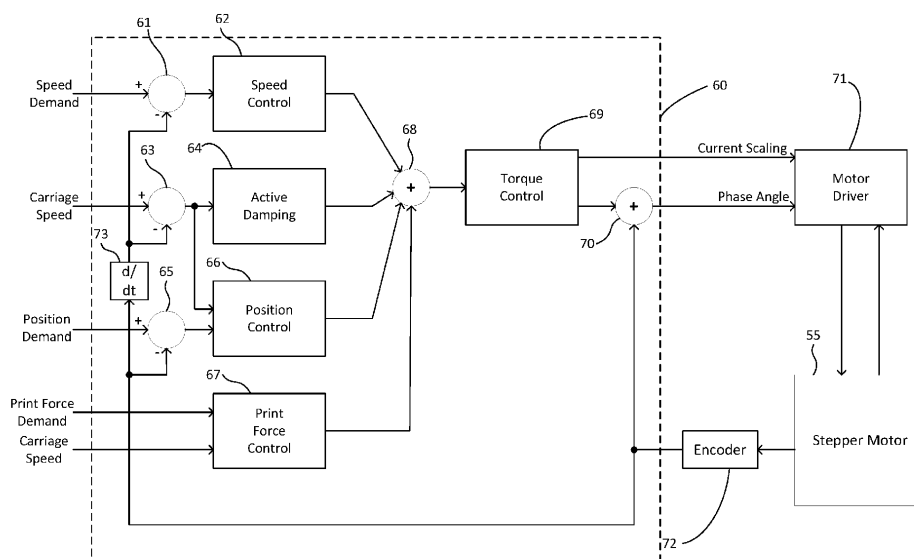 61
62
Speed
Demand
+
-
Speed
Control
60
71
68
69
63
64
Current Scaling
Carriage
Speed
+
-
Active
Damping
+
Torque
Control
+
Motor
Driver
Phase Angle
70
73
d/
dt
65
66
Position
Demand
+
-
Position
Control
55
67
Print Force
Demand
Carriage
Speed
Print
Force
Control
Encoder
Stepper Motor
72